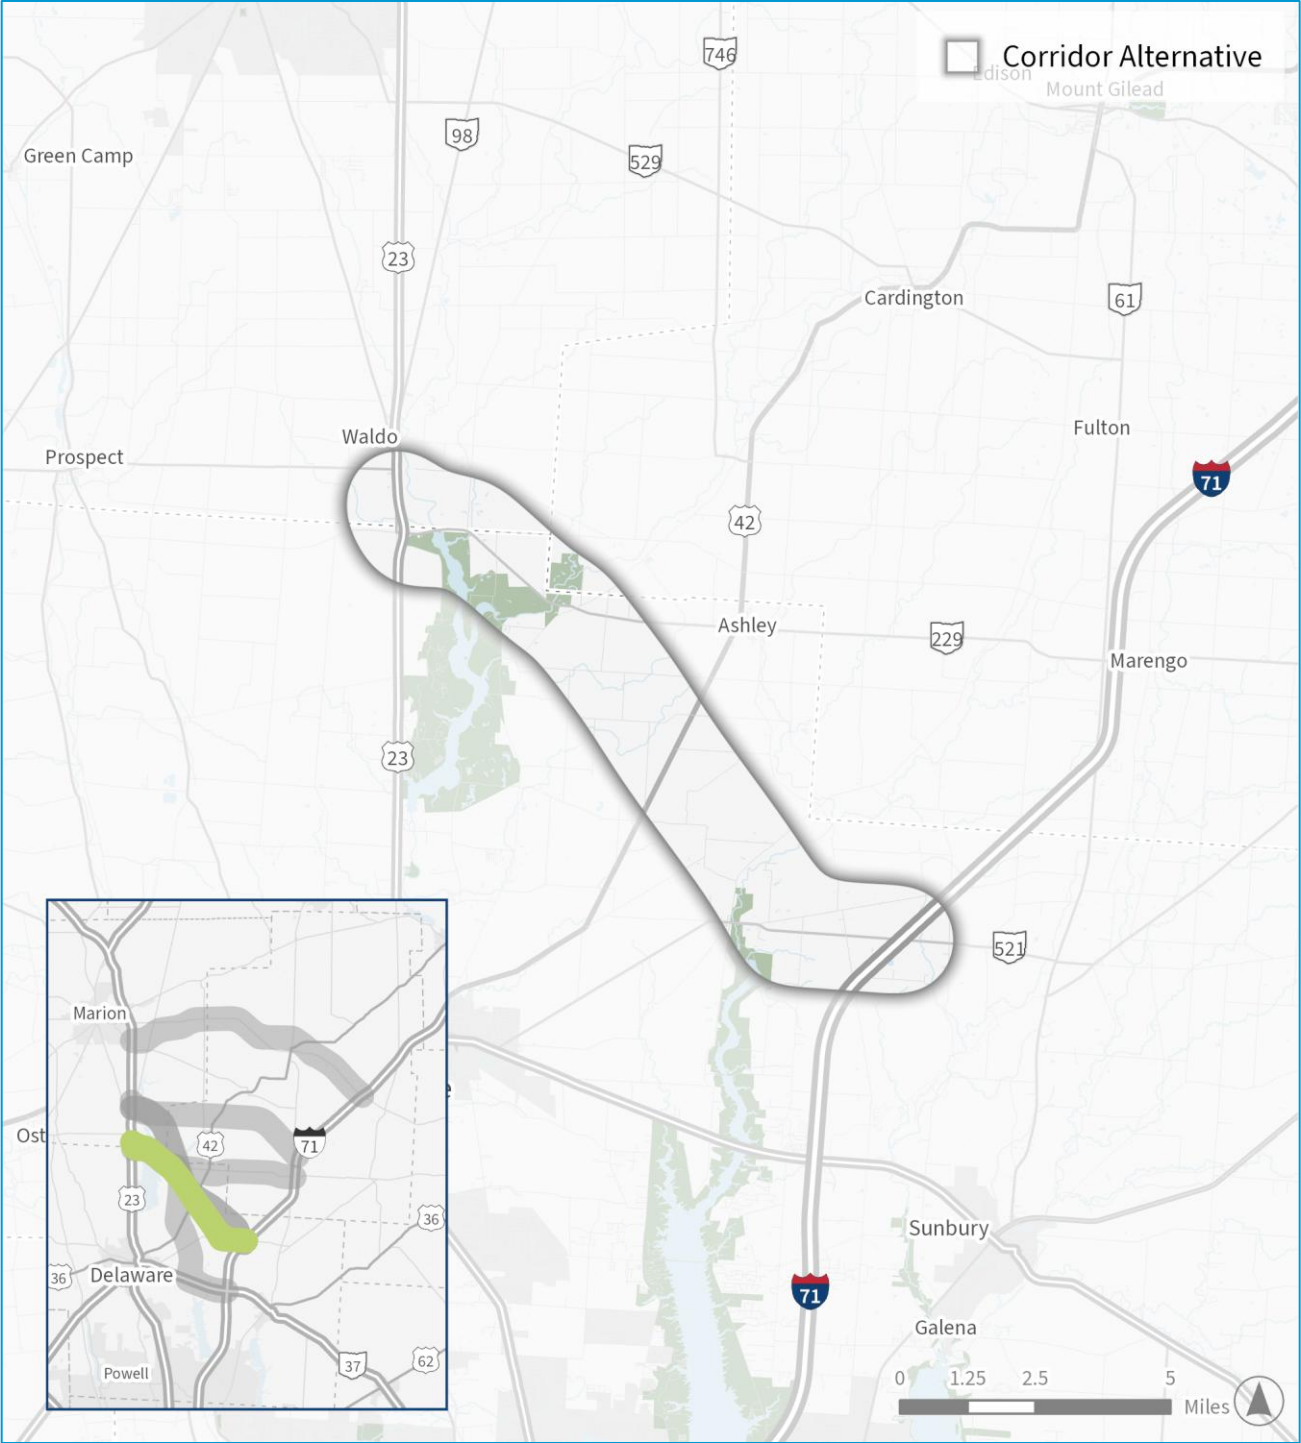 746
Corridor Alternative
Edison
Mount Gilead
98
Green Camp
529
23
Cardington
61
Waldo
Fulton
Prospect
71
42
Ashley
229
Marengo
23
521
Marion
e
42
71
Ost
23
36
Sunbury
36
Delaware
71
Galena
37
62
Powell
0 1.25 2.5 5
Miles